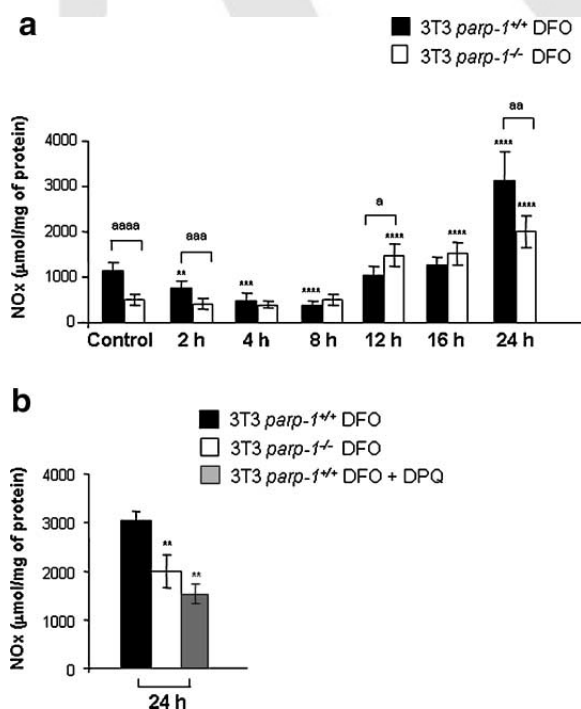 a
3T3 parp-1+/+ DFO
3T3 parp-1-/- DFO
NOx (μmol/mg of protein)
4000
3000
2000
1000
0
aaaa
**
aaa
***
****
a
****
****
aa
****
****
Control 2 h 4 h 8 h 12 h 16 h 24 h
b
3T3 parp-1+/+ DFO
3T3 parp-1-/- DFO
3T3 parp-1+/+ DFO + DPQ
NOx (μmol/mg of protein)
4000
3000
2000
1000
0
**
**
24 h